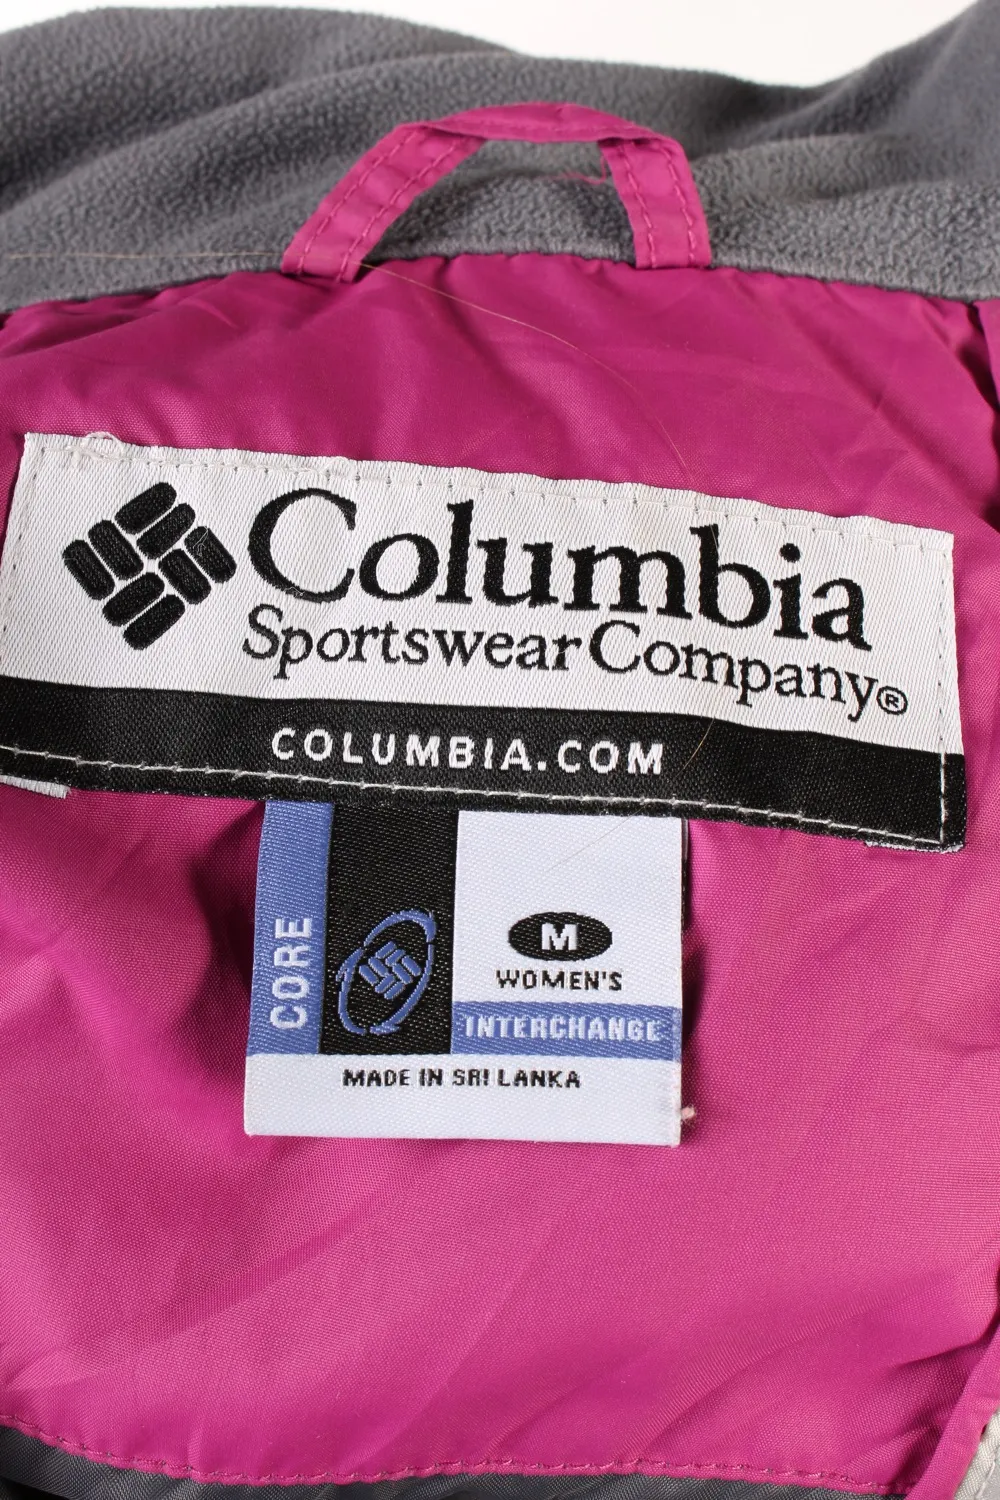 Columbia
Sportswear Company®
COLUMBIA.COM
CORE
M
WOMEN'S
INTERCHANGE
MADE IN SRI LANKA